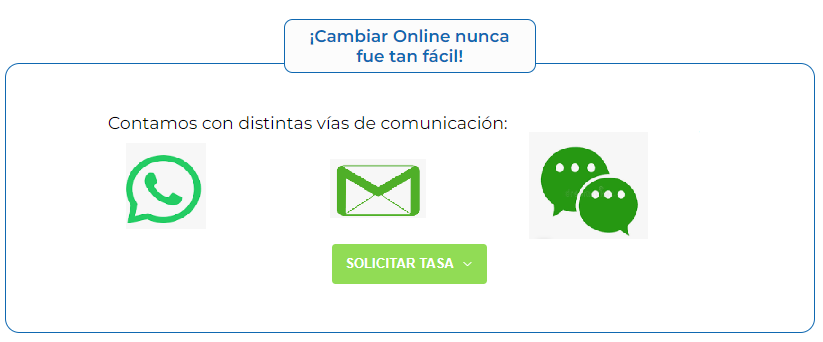 ¡Cambiar Online nunca
fue tan fácil!
Contamos con distintas vías de comunicación:
SOLICITAR TASA